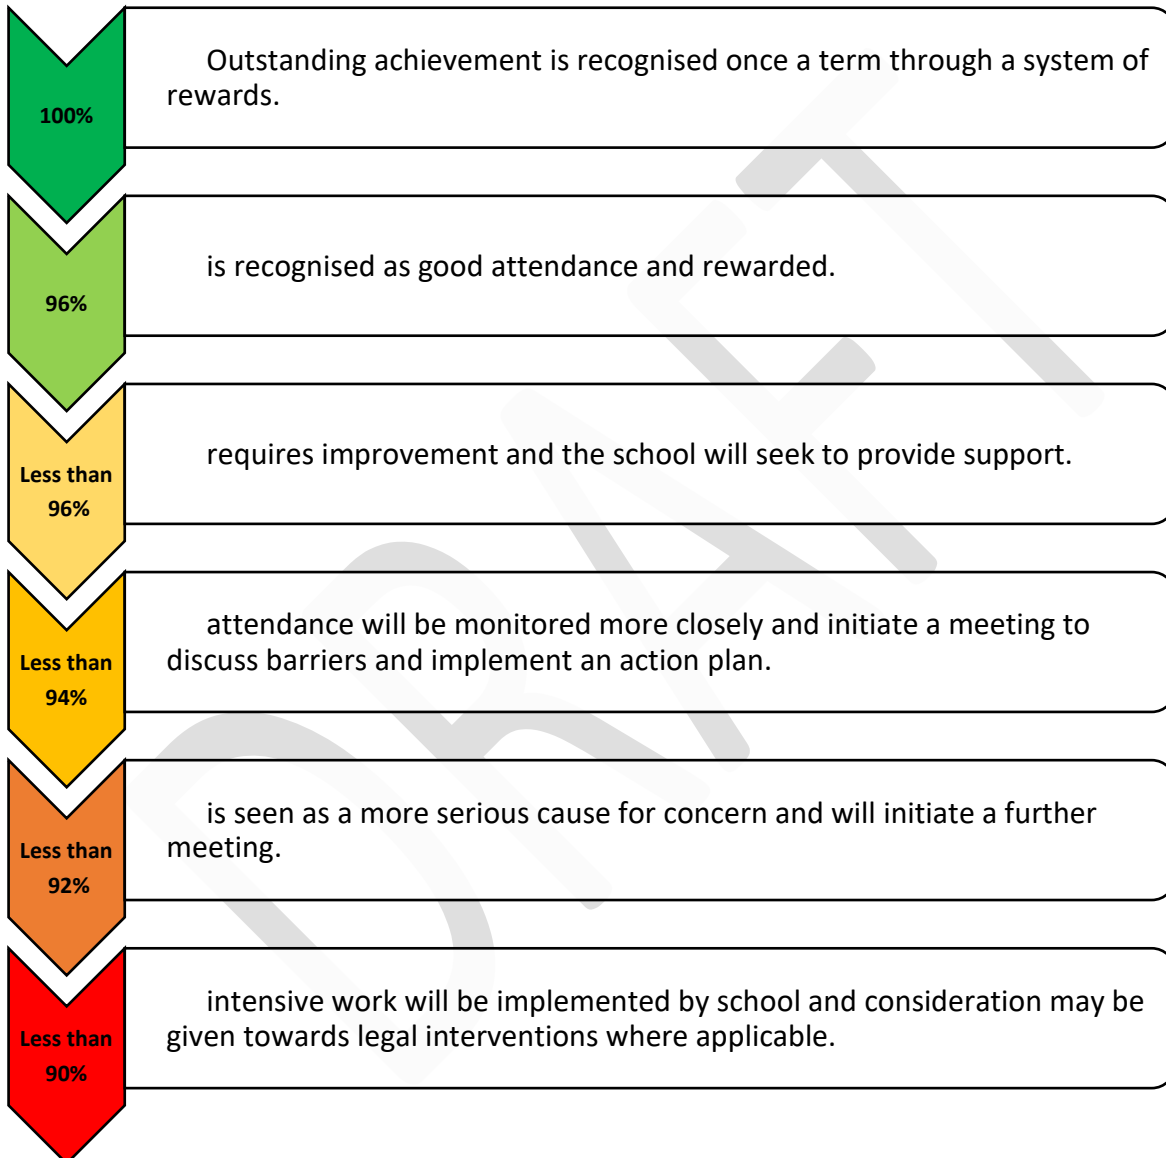 100%
Outstanding achievement is recognised once a term through a system of
rewards.
96%
is recognised as good attendance and rewarded.
Less than
96%
requires improvement and the school will seek to provide support.
Less than
94%
attendance will be monitored more closely and initiate a meeting to
discuss barriers and implement an action plan.
Less than
92%
is seen as a more serious cause for concern and will initiate a further
meeting.
Less than
90%
intensive work will be implemented by school and consideration may be
given towards legal interventions where applicable.
DRAFT